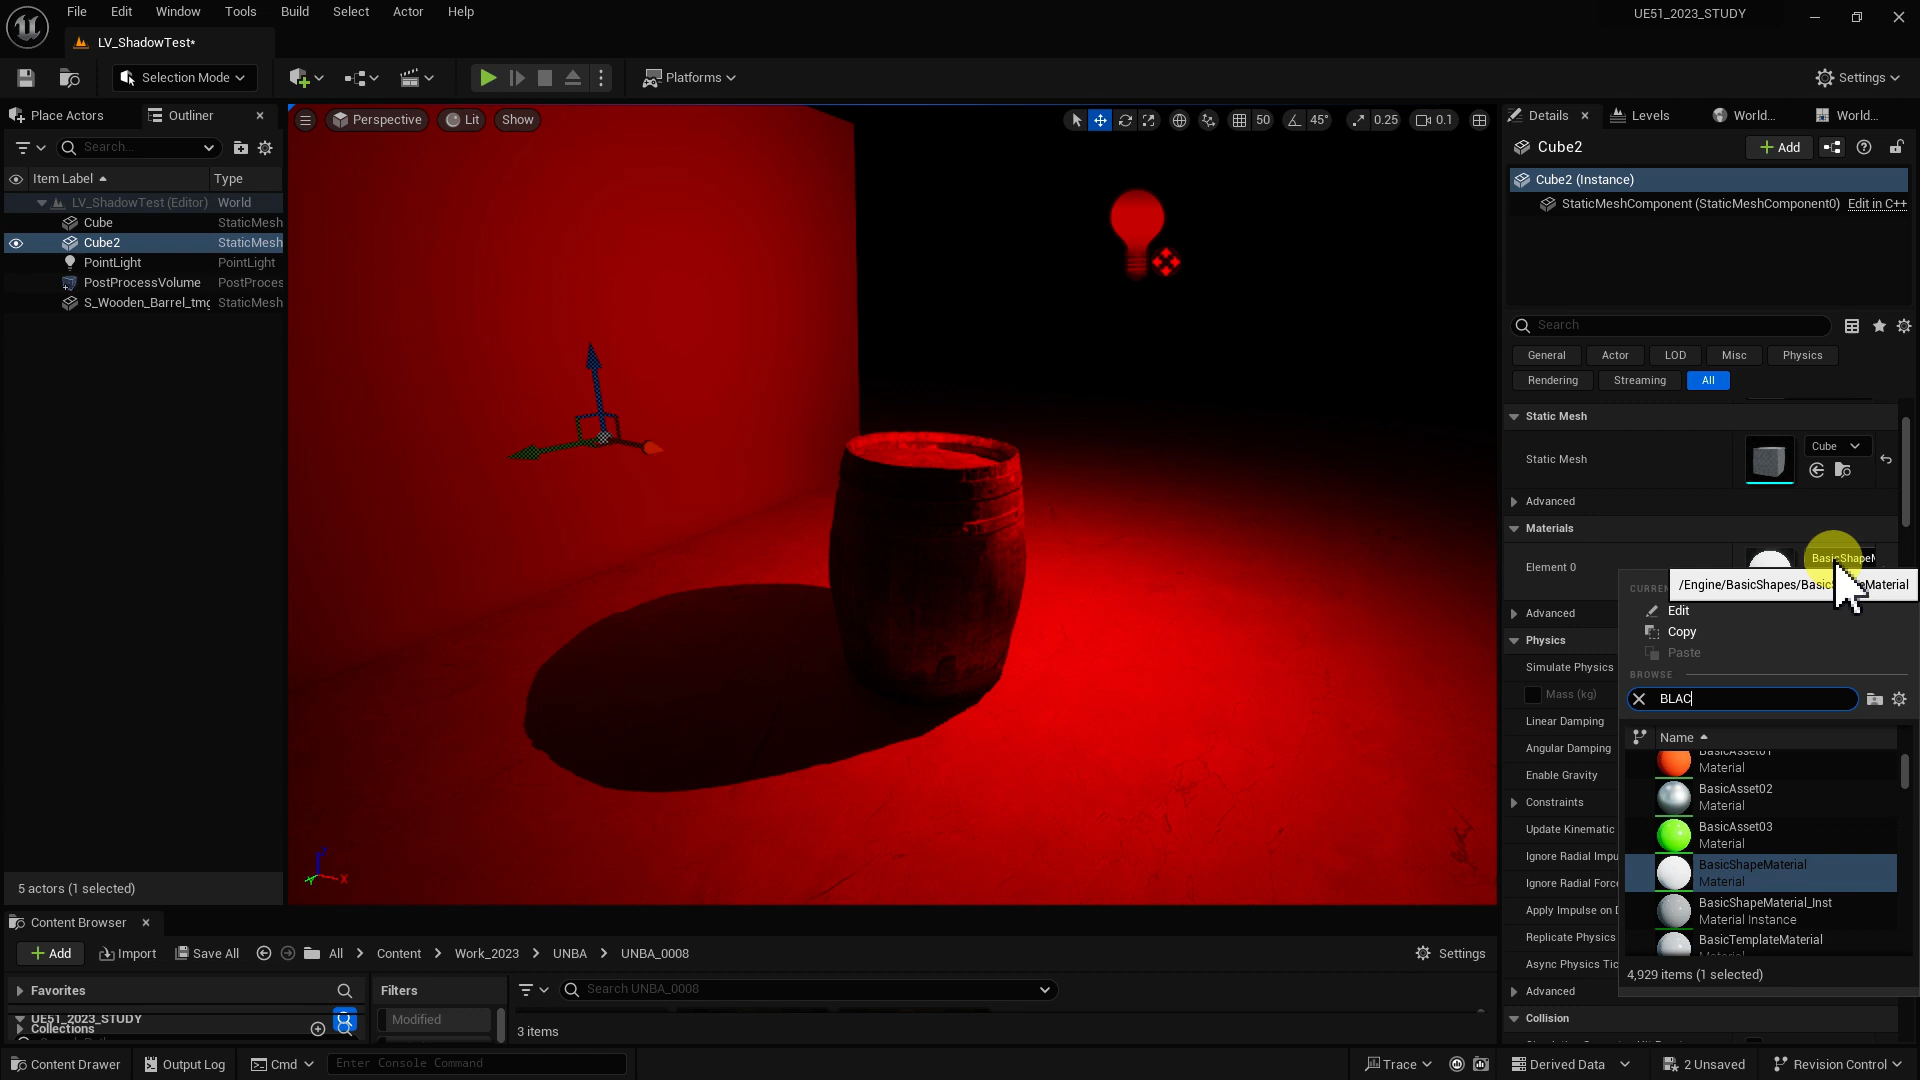 File Edit Window Tools Build Select Actor Help
UE51_2023_STUDY
LV_ShadowTest*
Selection Mode
Platforms
Settings
Place Actors
Outliner
Perspective
Lit
Show
50
45°
0.25
0.1
Details
Levels
World...
World...
Search...
Cube2
Add
Item Label
Type
Cube2 (Instance)
LV_ShadowTest (Editor) World
StaticMeshComponent (StaticMeshComponent0) Edit in C++
Cube StaticMesh
Cube2 StaticMesh
PointLight PointLight
PostProcessVolume PostProces
S_Wooden_Barrel_tmg StaticMesh
Search
General Actor LOD Misc Physics
Rendering Streaming All
Static Mesh
Static Mesh
Cube
Advanced
Materials
Element 0
BasicShapeM
/Engine/BasicShapes/Basic Material
Advanced
Edit
Copy
Paste
BROWSE
BLAC
Name
Material
BasicAsset02
Material
BasicAsset03
Material
BasicShapeMaterial
Material
BasicShapeMaterial_Inst
Material Instance
BasicTemplateMaterial
4,929 items (1 selected)
Physics
Simulate Physics
Mass (kg)
Linear Damping
Angular Damping
Enable Gravity
Constraints
Update Kinematic
Ignore Radial Impu
Ignore Radial Force
Apply Impulse on D
Replicate Physics
Async Physics Tic
Advanced
Collision
5 actors (1 selected)
Content Browser
Add
Import
Save All
All > Content > Work_2023 > UNBA > UNBA_0008
Settings
Favorites
UE51_2023_STUDY
Collections
Filters
Modified
Search UNBA_0008
3 items
Content Drawer
Output Log
Cmd
Enter Console Command
Trace
Derived Data
2 Unsaved
Revision Control